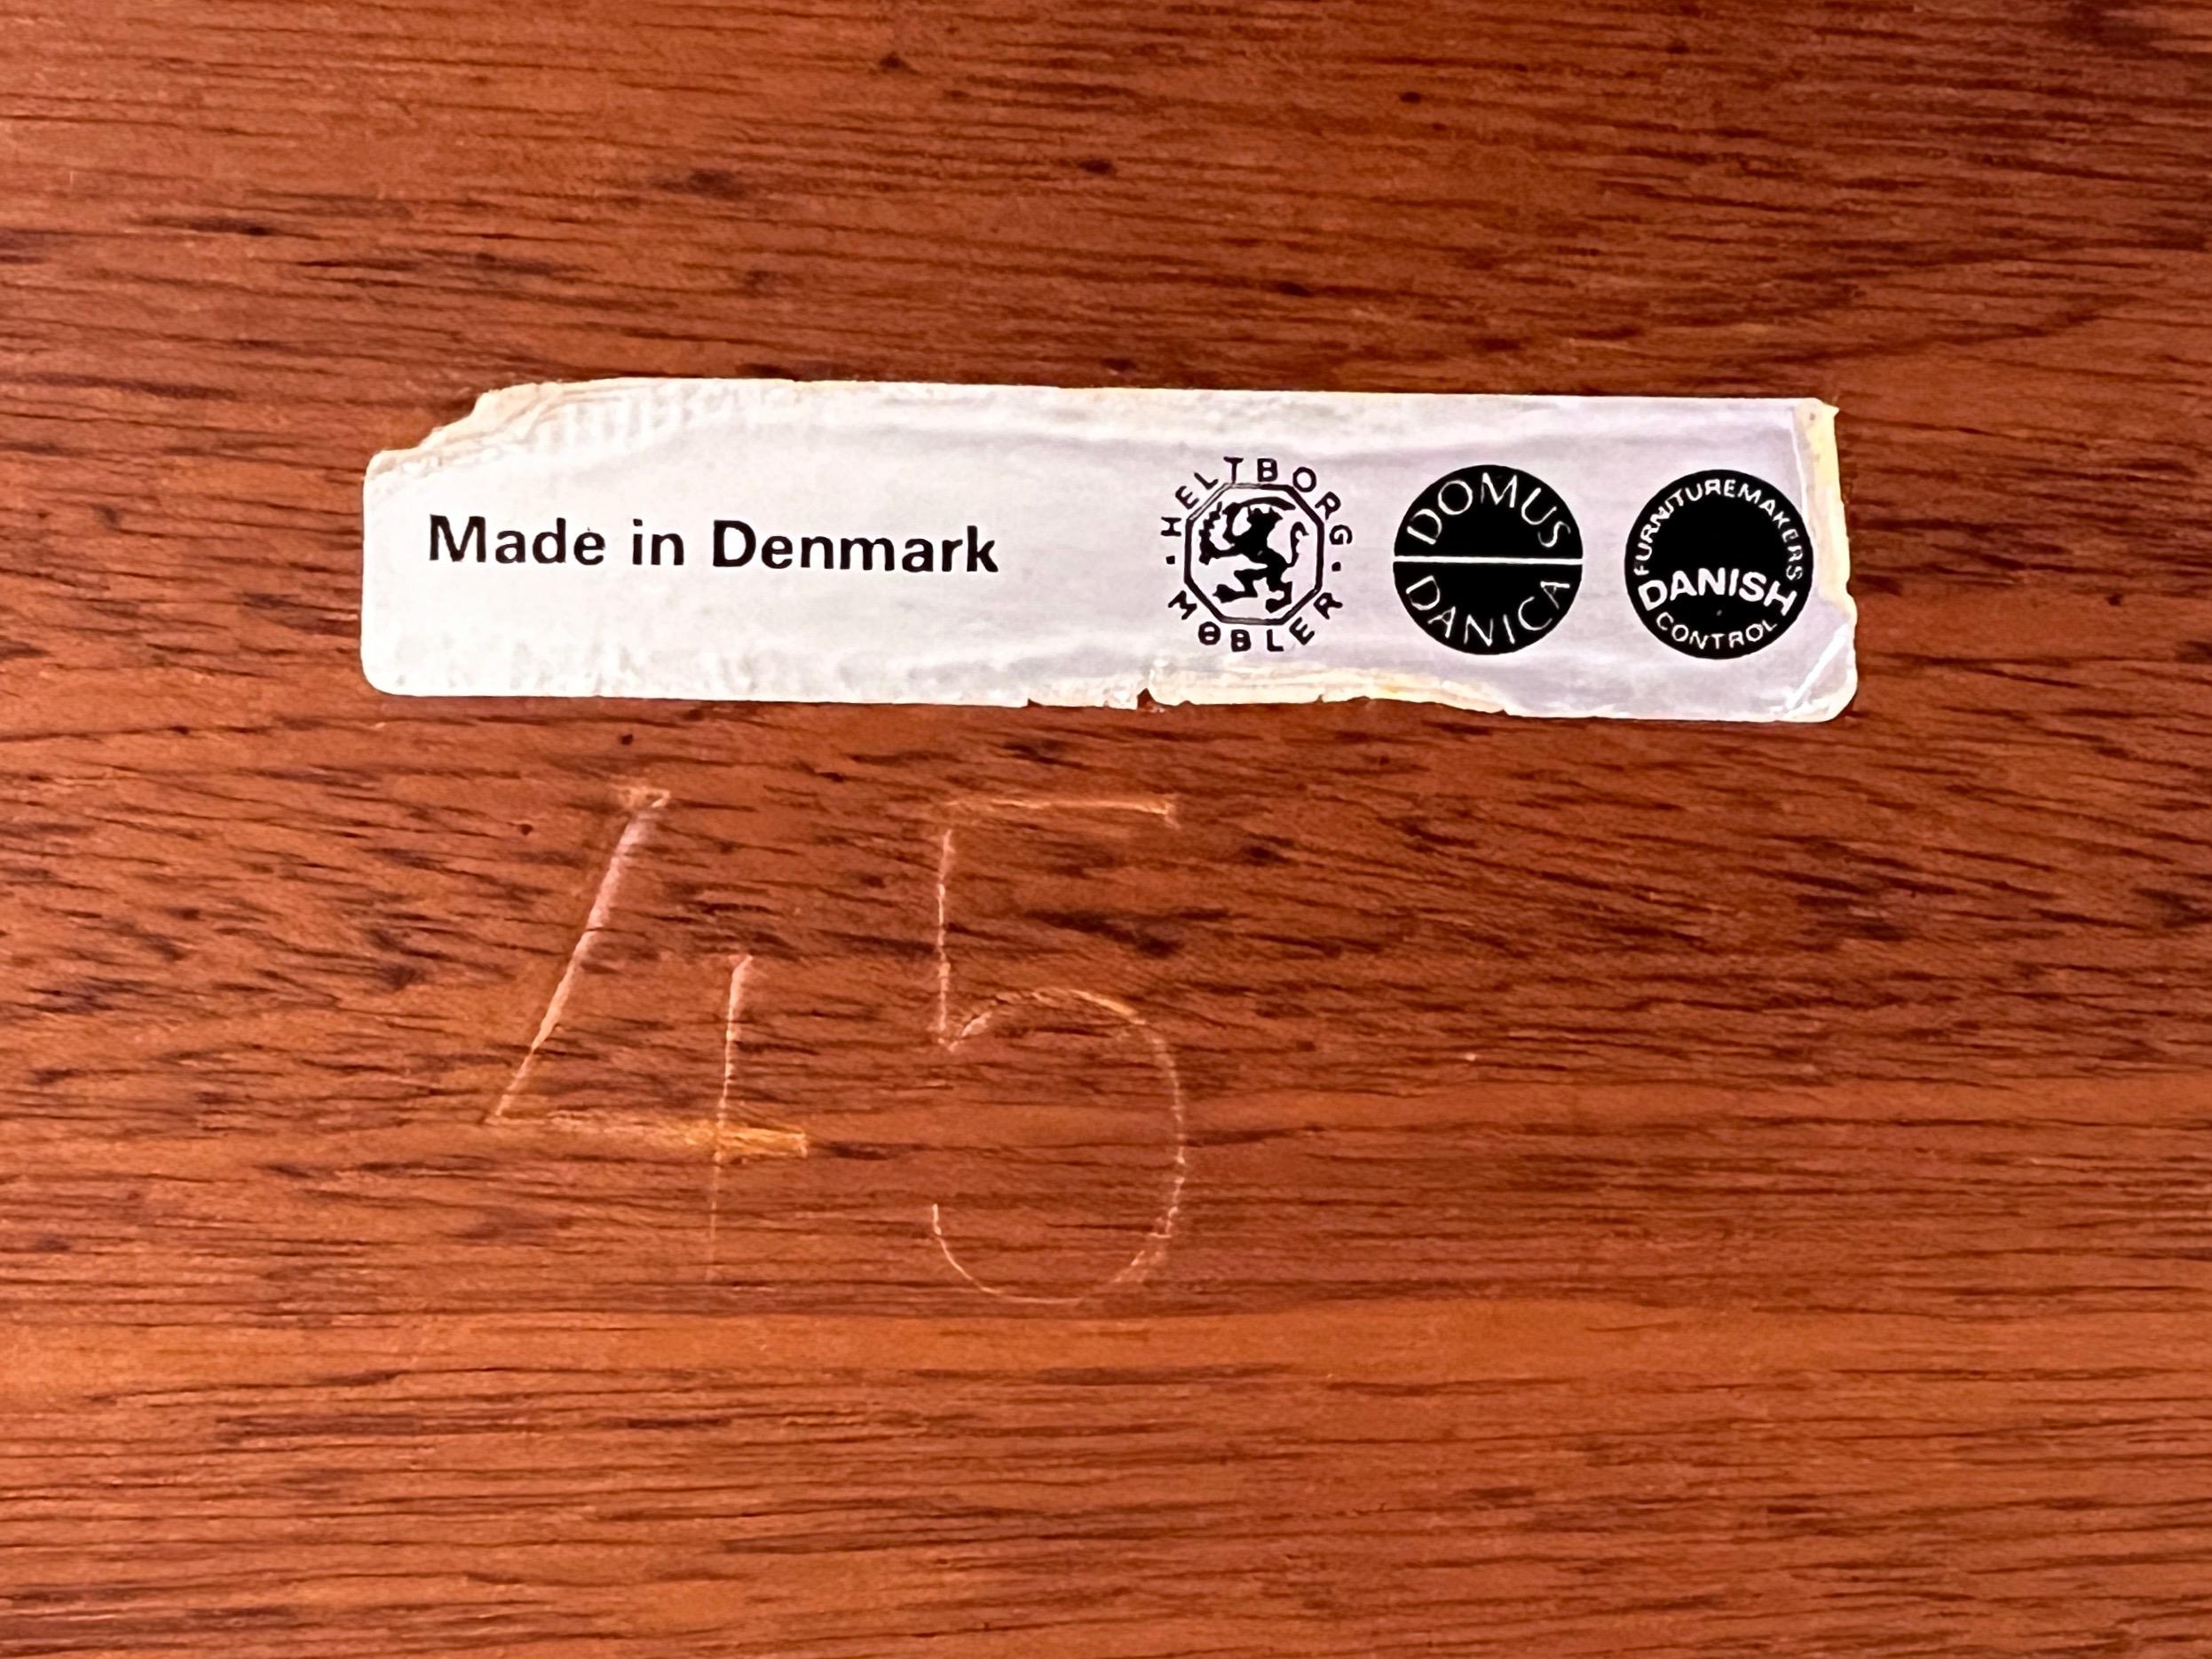 Made in Denmark
· HELTBORG ·
MØBLER
DOMUS
DANICA
FURNITUREMAKERS
DANISH
CONTROL
45